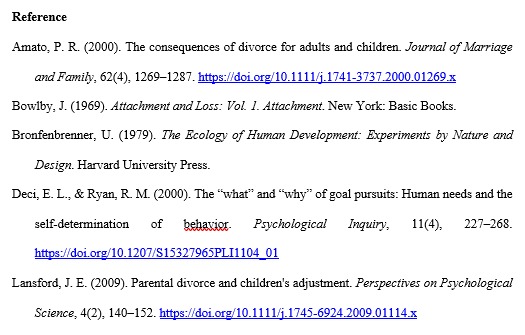 Reference
Amato, P. R. (2000). The consequences of divorce for adults and children. Journal of Marriage
and Family, 62(4), 1269–1287. https://doi.org/10.1111/j.1741-3737.2000.01269.x
Bowlby, J. (1969). Attachment and Loss: Vol. 1. Attachment. New York: Basic Books.
Bronfenbrenner, U. (1979). The Ecology of Human Development: Experiments by Nature and
Design. Harvard University Press.
Deci, E. L., & Ryan, R. M. (2000). The “what” and “why” of goal pursuits: Human needs and the
self-determination of behavior. Psychological Inquiry, 11(4), 227–268.
https://doi.org/10.1207/S15327965PLI1104_01
Lansford, J. E. (2009). Parental divorce and children's adjustment. Perspectives on Psychological
Science, 4(2), 140–152. https://doi.org/10.1111/j.1745-6924.2009.01114.x